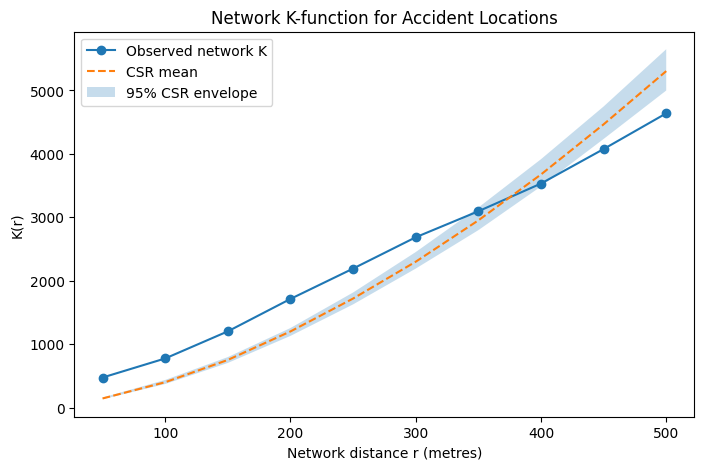 Network K-function for Accident Locations
Observed network K
CSR mean
95% CSR envelope
K(r)
5000
4000
3000
2000
1000
0
100 200 300 400 500
Network distance r (metres)